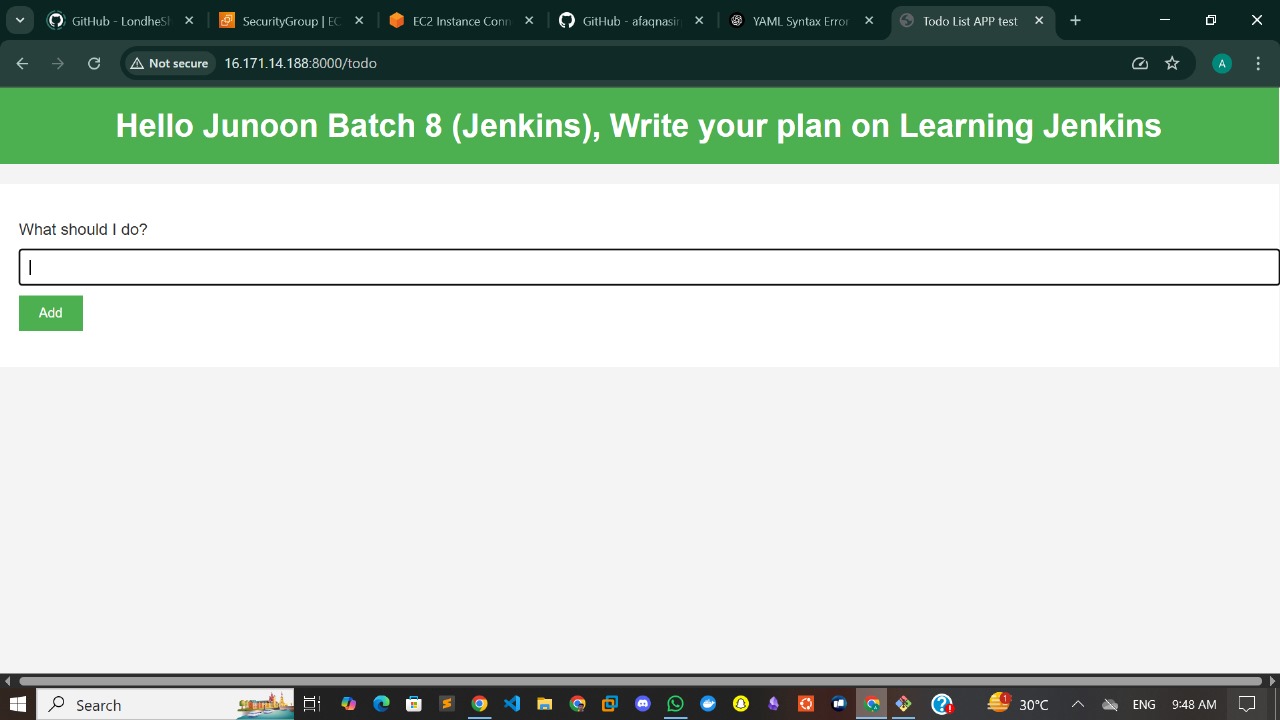 GitHub - LondheSh
SecurityGroup | EC
EC2 Instance Conn
GitHub - afaqnasir
YAML Syntax Error
Todo List APP test
Not secure
16.171.14.188:8000/todo
A
Hello Junoon Batch 8 (Jenkins), Write your plan on Learning Jenkins
What should I do?
Add
Search
1
30°C
ENG
9:48 AM